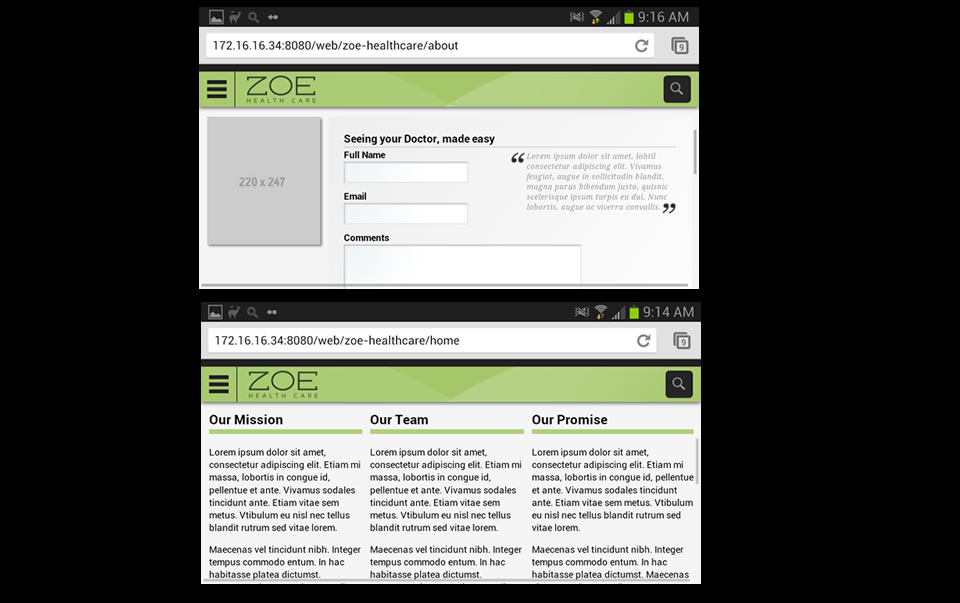 9:16 AM
172.16.16.34:8080/web/zoe-healthcare/about
9
ZOE
HEALTH CARE
220 x 247
Seeing your Doctor, made easy
Full Name
Email
Comments
“ Lorem ipsum dolor sit amet, lohtil
consectetur adipiscing elit. Vivamus
feugiat, augue in sollicitudin blandit,
magna purus bibendum justo, quisnic
scelerisque ipsum turpis eu dui. Nunc
lobortis, augue ac viverra convallis. ”
9:14 AM
172.16.16.34:8080/web/zoe-healthcare/home
9
ZOE
HEALTH CARE
Our Mission
Lorem ipsum dolor sit amet,
consectetur adipiscing elit. Etiam mi
massa, lobortis in congue id,
pellentue et ante. Vivamus sodales
tincidunt ante. Etiam vitae sem
metus. Vtibulum eu nisl nec tellus
blandit rutrum sed vitae lorem.
Maecenas vel tincidunt nibh. Integer
tempus commodo entum. In hac
habitasse platea dictumst.
Our Team
Lorem ipsum dolor sit amet,
consectetur adipiscing elit. Etiam mi
massa, lobortis in congue id,
pellentue et ante. Vivamus sodales
tincidunt ante. Etiam vitae sem
metus. Vtibulum eu nisl nec tellus
blandit rutrum sed vitae lorem.
Maecenas vel tincidunt nibh. Integer
tempus commodo entum. In hac
habitasse platea dictumst.
Our Promise
Lorem ipsum dolor sit amet,
consectetur adipiscing elit. Etiam mi
massa, lobortis in congue id, pellentue
et ante. Vivamus sodales tincidunt
ante. Etiam vitae sem metus. Vtibulum
eu nisl nec tellus blandit rutrum sed
vitae lorem.
Maecenas vel tincidunt nibh. Integer
tempus commodo entum. In hac
habitasse platea dictumst. Maecenas